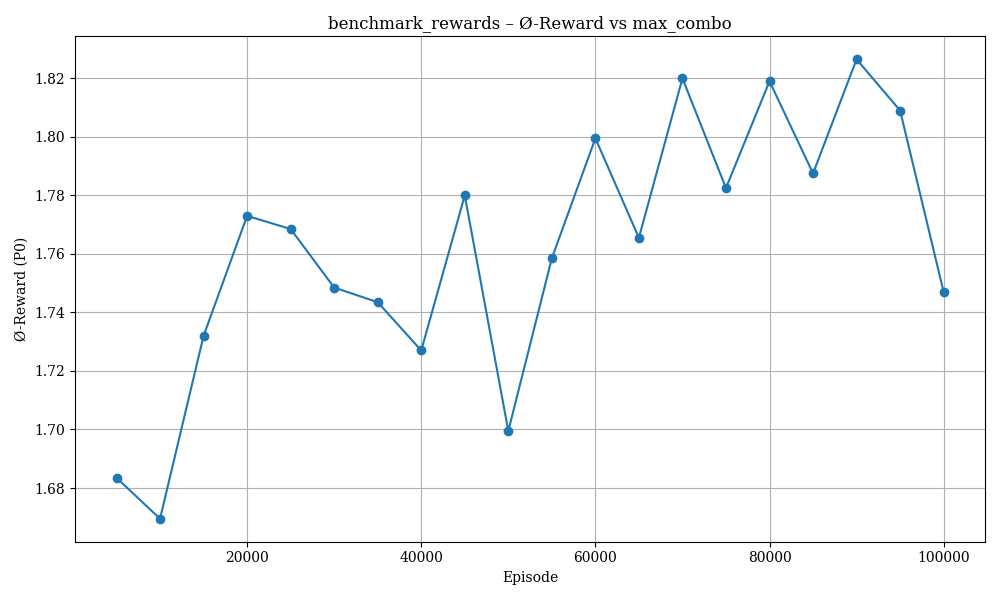 benchmark_rewards – Ø-Reward vs max_combo
Ø-Reward (P0)
1.82
1.80
1.78
1.76
1.74
1.72
1.70
1.68
20000 40000 60000 80000 100000
Episode